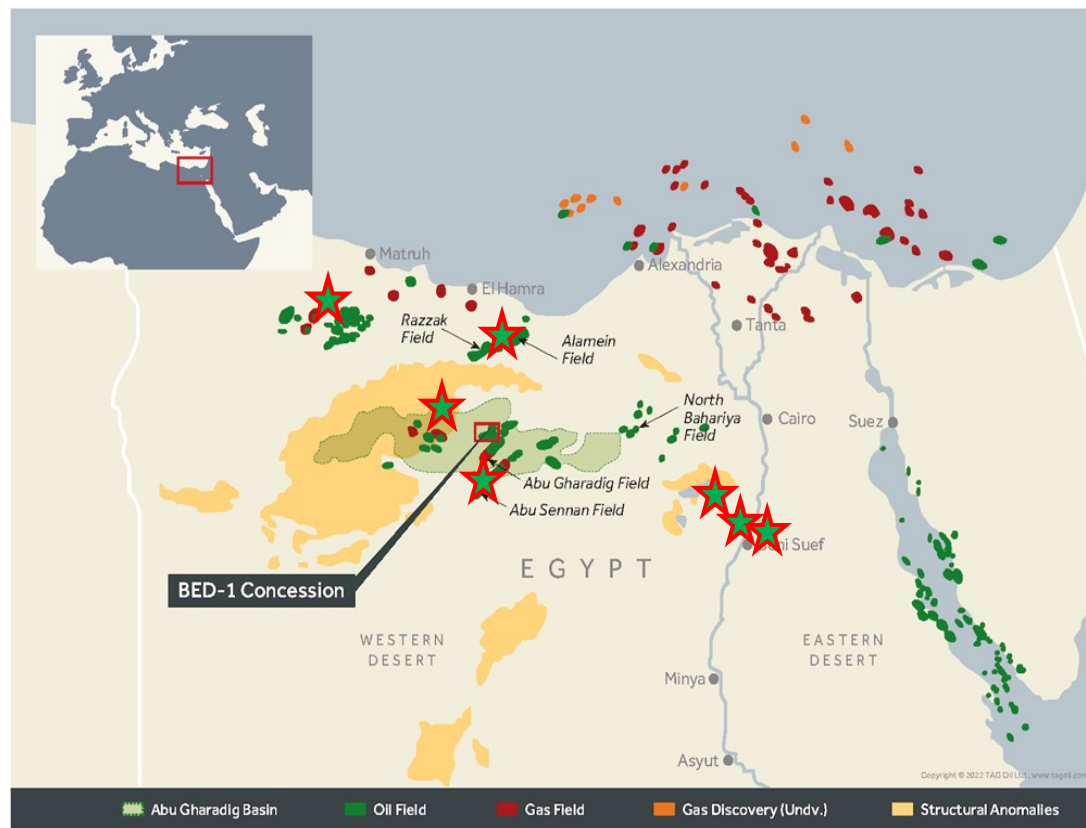 Matruh
El Hamra
Alexandria
Razzak
Field
Alamein
Field
Tanta
North
Bahariya
Field
Cairo
Suez
Abu Gharadig Field
Abu Sennan Field
Suef
BED-1 Concession
EGYPT
WESTERN
DESERT
EASTERN
DESERT
Minya
Asyut
Copyright © 2022 TAG Oil Ltd., www.tagoil.com
Abu Gharadig Basin
Oil Field
Gas Field
Gas Discovery (Undv.)
Structural Anomalies